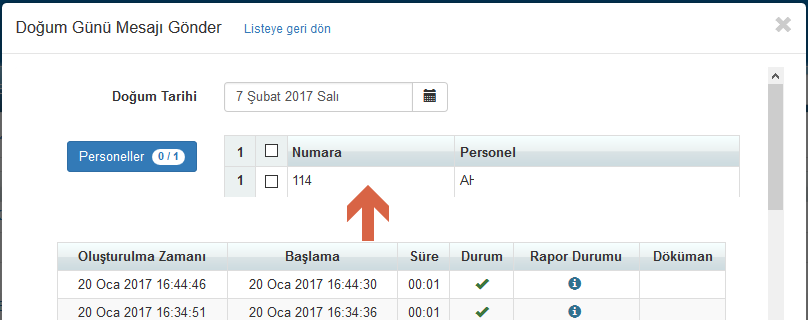 Doğum Günü Mesajı Gönder Listeye geri dön
Doğum Tarihi 7 Şubat 2017 Salı
Personeller 0 / 1
1 Numara Personel
1 114
Oluşturulma Zamanı Başlama Süre Durum Rapor Durumu Döküman
20 Oca 2017 16:44:46 20 Oca 2017 16:44:30 00:01
20 Oca 2017 16:34:51 20 Oca 2017 16:34:36 00:01